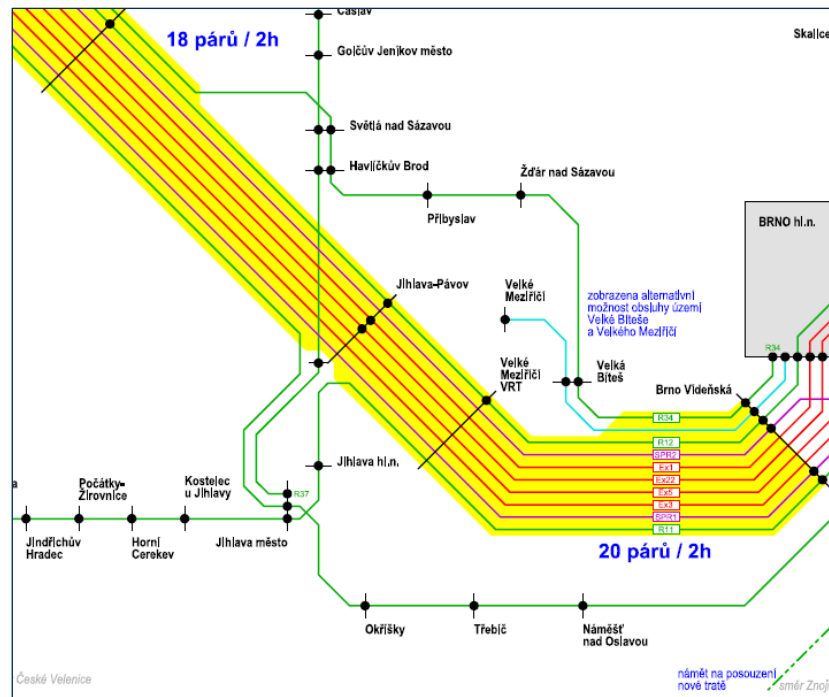 Čáslav
18 párů / 2h
Skalice
Golčův Jeníkov město
Světlá nad Sázavou
Havlíčkův Brod
Žďár nad Sázavou
Přibyslav
BRNO hl.n.
Jihlava-Pávov
Velké
Meziříčí
zobrazena alternativní
možnost obsluhy území
Velké Bíteše
a Velkého Meziříčí
R34
Velké
Meziříčí
VRT
Velká
Bíteš
Brno Vídeňská
R34
R12
SPR2
Ex1
Ex22
Ex5
Ex3
SPR1
R11
Jihlava hl.n.
Kostelec
u Jihlavy
Počátky-
Žirovnice
a
R37
Jindřichův
Hradec
Horní
Cerekev
Jihlava město
20 párů / 2h
Okříšky
Třebíč
Náměšť
nad Oslavou
České Velenice
námět na posouzení
nové tratě
směr Znoj